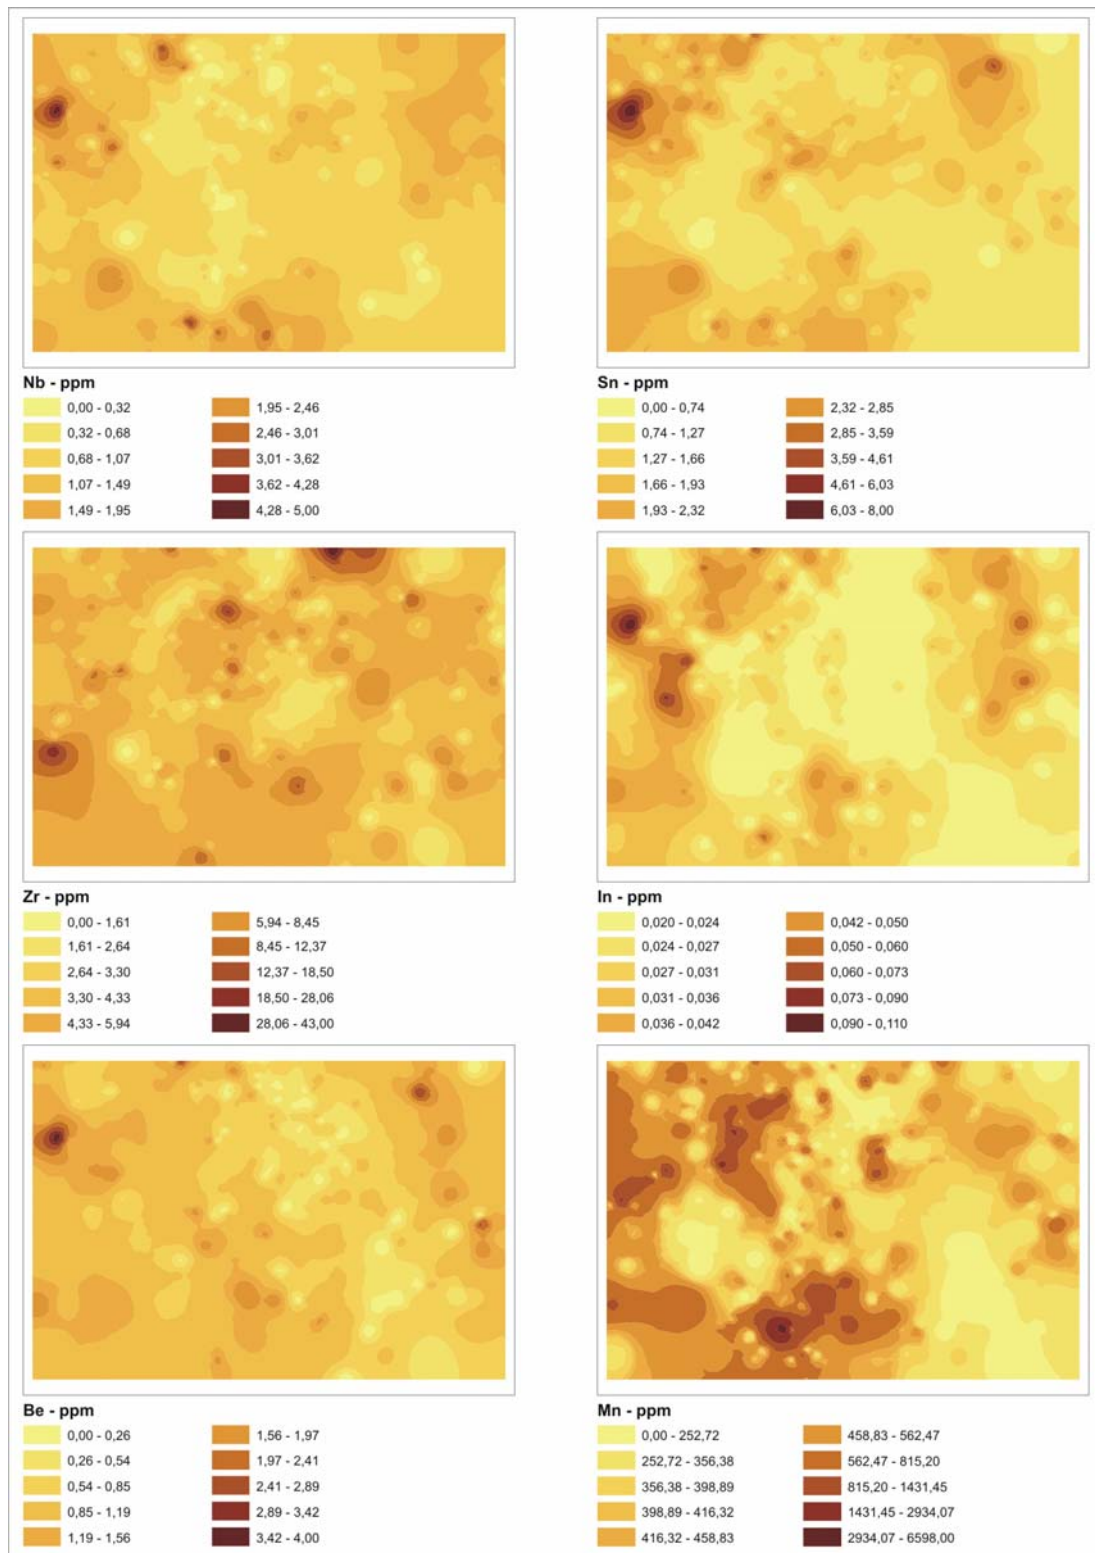 Nb - ppm
0,00 - 0,32
0,32 - 0,68
0,68 - 1,07
1,07 - 1,49
1,49 - 1,95
1,95 - 2,46
2,46 - 3,01
3,01 - 3,62
3,62 - 4,28
4,28 - 5,00
Sn - ppm
0,00 - 0,74
0,74 - 1,27
1,27 - 1,66
1,66 - 1,93
1,93 - 2,32
2,32 - 2,85
2,85 - 3,59
3,59 - 4,61
4,61 - 6,03
6,03 - 8,00
Zr - ppm
0,00 - 1,61
1,61 - 2,64
2,64 - 3,30
3,30 - 4,33
4,33 - 5,94
5,94 - 8,45
8,45 - 12,37
12,37 - 18,50
18,50 - 28,06
28,06 - 43,00
In - ppm
0,020 - 0,024
0,024 - 0,027
0,027 - 0,031
0,031 - 0,036
0,036 - 0,042
0,042 - 0,050
0,050 - 0,060
0,060 - 0,073
0,073 - 0,090
0,090 - 0,110
Be - ppm
0,00 - 0,26
0,26 - 0,54
0,54 - 0,85
0,85 - 1,19
1,19 - 1,56
1,56 - 1,97
1,97 - 2,41
2,41 - 2,89
2,89 - 3,42
3,42 - 4,00
Mn - ppm
0,00 - 252,72
252,72 - 356,38
356,38 - 398,89
398,89 - 416,32
416,32 - 458,83
458,83 - 562,47
562,47 - 815,20
815,20 - 1431,45
1431,45 - 2934,07
2934,07 - 6598,00